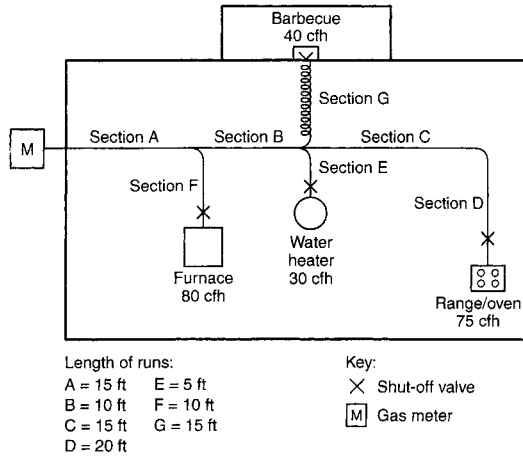 Barbecue
40 cfh
Section G
Section A
Section B
Section C
M
Section E
Section F
Section D
Water
heater
30 cfh
Furnace
80 cfh
Range/oven
75 cfh
Length of runs:
A = 15 ft E = 5 ft
B = 10 ft F = 10 ft
C = 15 ft G = 15 ft
D = 20 ft
Key:
Shut-off valve
M Gas meter